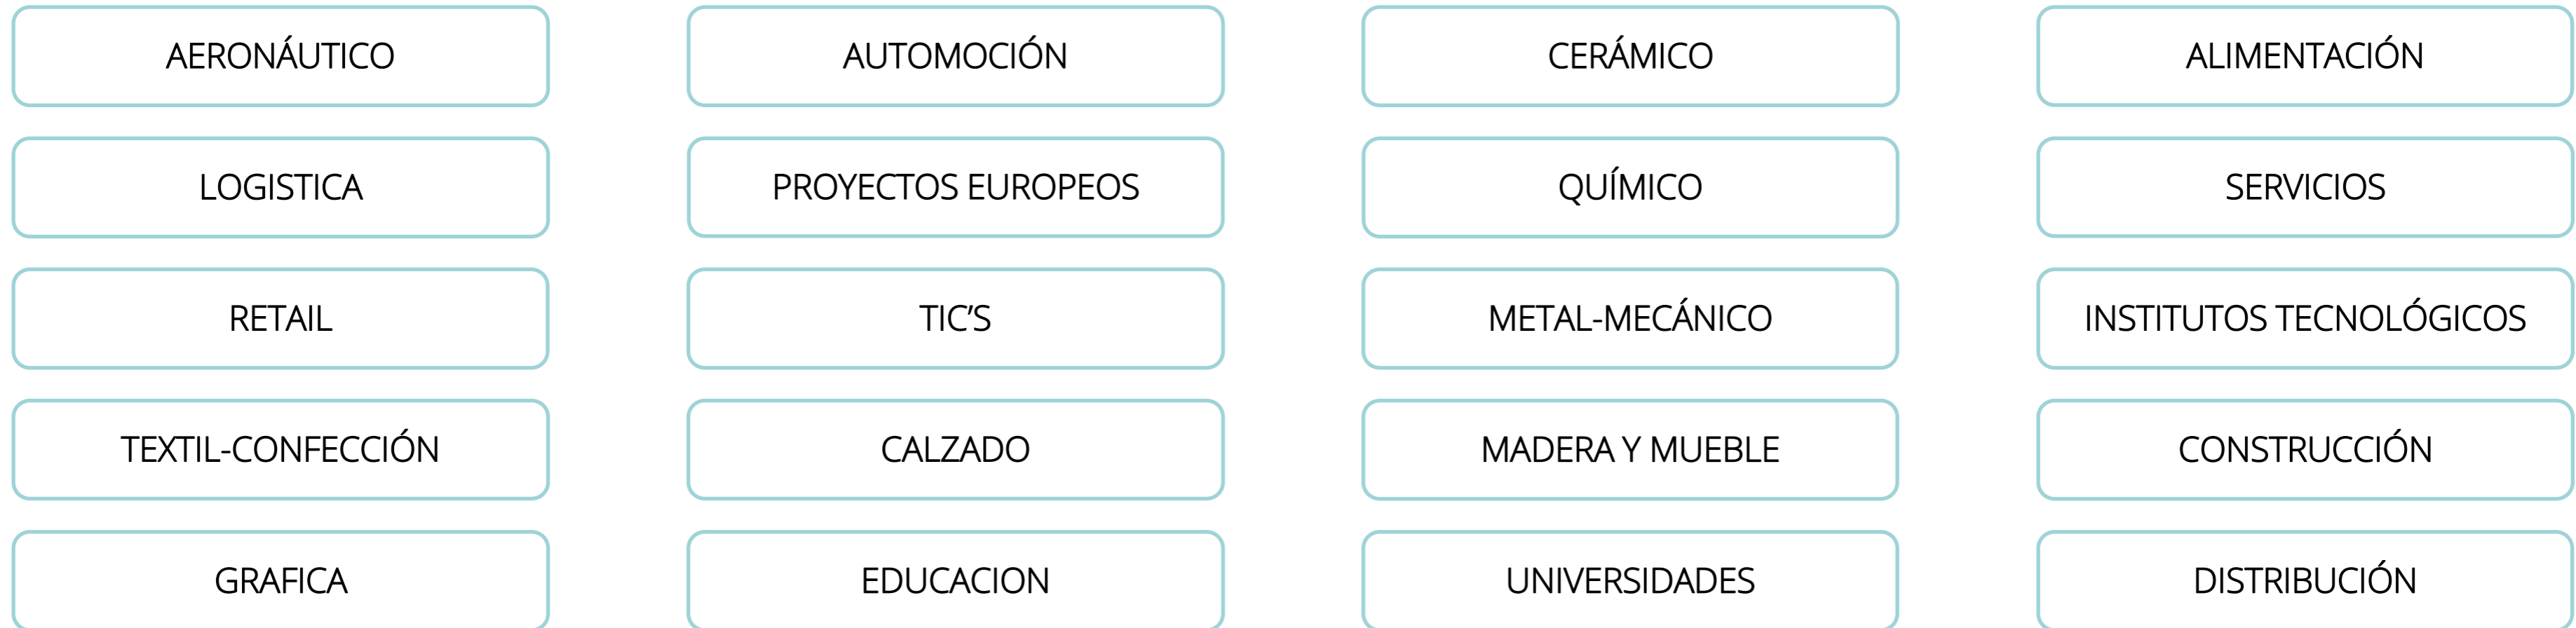 AERONÁUTICO
AUTOMOCIÓN
CERÁMICO
ALIMENTACIÓN
LOGISTICA
PROYECTOS EUROPEOS
QUÍMICO
SERVICIOS
RETAIL
TIC’S
METAL-MECÁNICO
INSTITUTOS TECNOLÓGICOS
TEXTIL-CONFECCIÓN
CALZADO
MADERA Y MUEBLE
CONSTRUCCIÓN
GRAFICA
EDUCACION
UNIVERSIDADES
DISTRIBUCIÓN